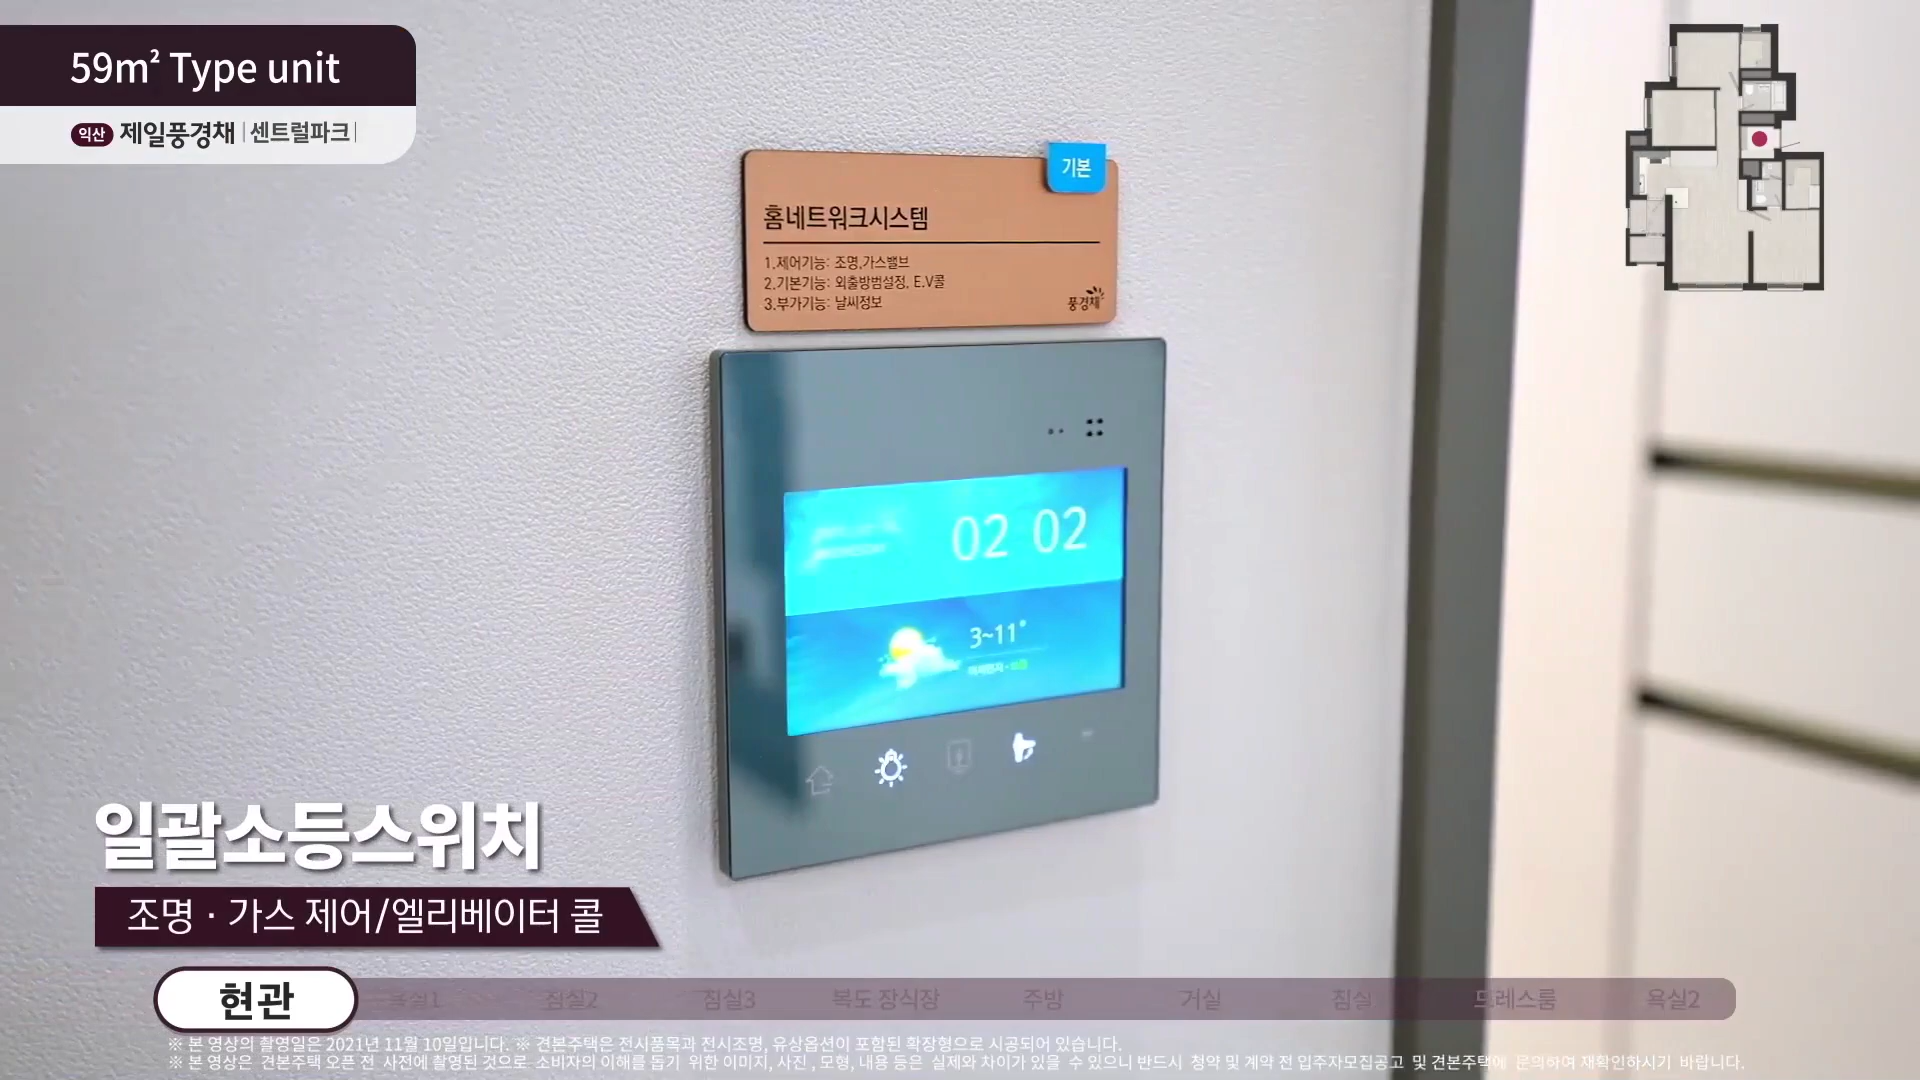 59m² Type unit
익산 제일풍경채 센트럴파크
기본
홈네트워크시스템
1.제어기능: 조명,가스밸브
2.기본기능: 외출방범설정, E.V콜
3.부가기능: 날씨정보
풍경채
02 02
3~11°
일괄소등스위치
조명 · 가스 제어/엘리베이터 콜
현관 욕실1 침실2 침실3 복도 장식장 주방 거실 침실 드레스룸 욕실2
※ 본 영상의 촬영일은 2021년 11월 10일입니다. ※ 견본주택은 전시품목과 전시조명, 유상옵션이 포함된 확장형으로 시공되어 있습니다.
※ 본 영상은 견본주택 오픈 전 사전에 촬영된 것으로 소비자의 이해를 돕기 위한 이미지, 사진, 모형, 내용 등은 실제와 차이가 있을 수 있으니 반드시 청약 및 계약 전 입주자모집공고 및 견본주택에 문의하여 재확인하시기 바랍니다.